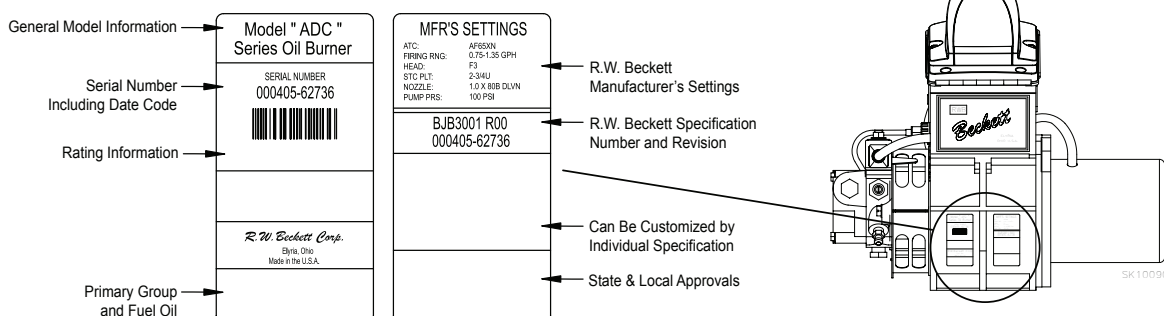 General Model Information
Serial Number
Including Date Code
Rating Information
Primary Group
and Fuel Oil
Model " ADC "
Series Oil Burner
SERIAL NUMBER
000405-62736
R.W. Beckett Corp.
Elyria, Ohio
Made in the U.S.A.
MFR'S SETTINGS
ATC: AF65XN
FIRING RNG: 0.75-1.35 GPH
HEAD: F3
STC PLT: 2-3/4U
NOZZLE: 1.0 X 80B DLVN
PUMP PRS: 100 PSI
BJB3001 R00
000405-62736
R.W. Beckett
Manufacturer's Settings
R.W. Beckett Specification
Number and Revision
Can Be Customized by
Individual Specification
State & Local Approvals
Beckett